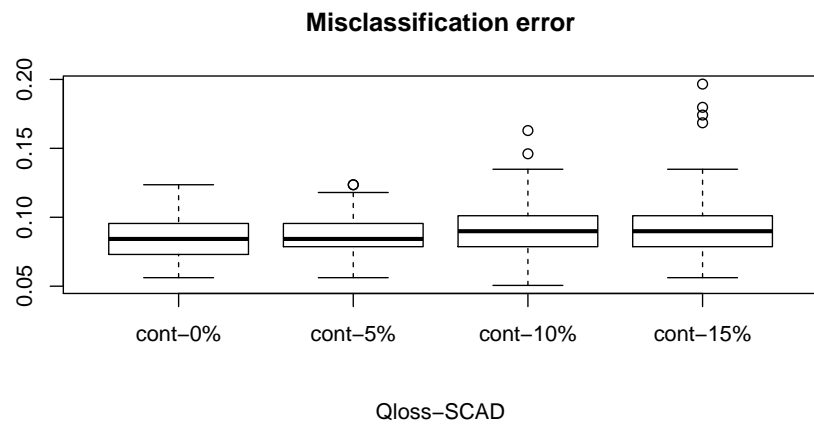 Misclassification error
0.20
0.15
0.10
0.05
cont−0% cont−5% cont−10% cont−15%
Qloss−SCAD